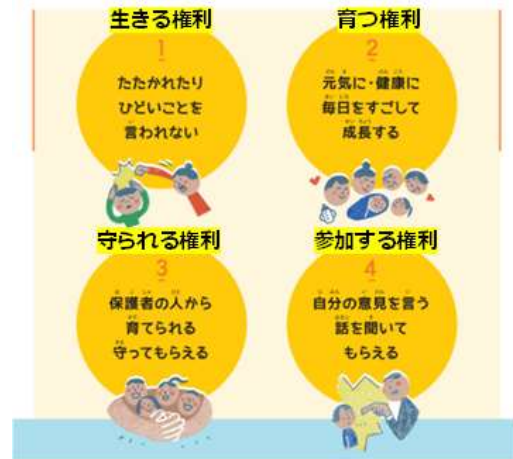 生きる権利
1
たたかれたり
ひどいことを
言われない
育つ権利
2
元気に・健康に
毎日をすごして
成長する
守られる権利
3
保護者の人から
育てられる
守ってもらえる
参加する権利
4
自分の意見を言う
話を聞いて
もらえる